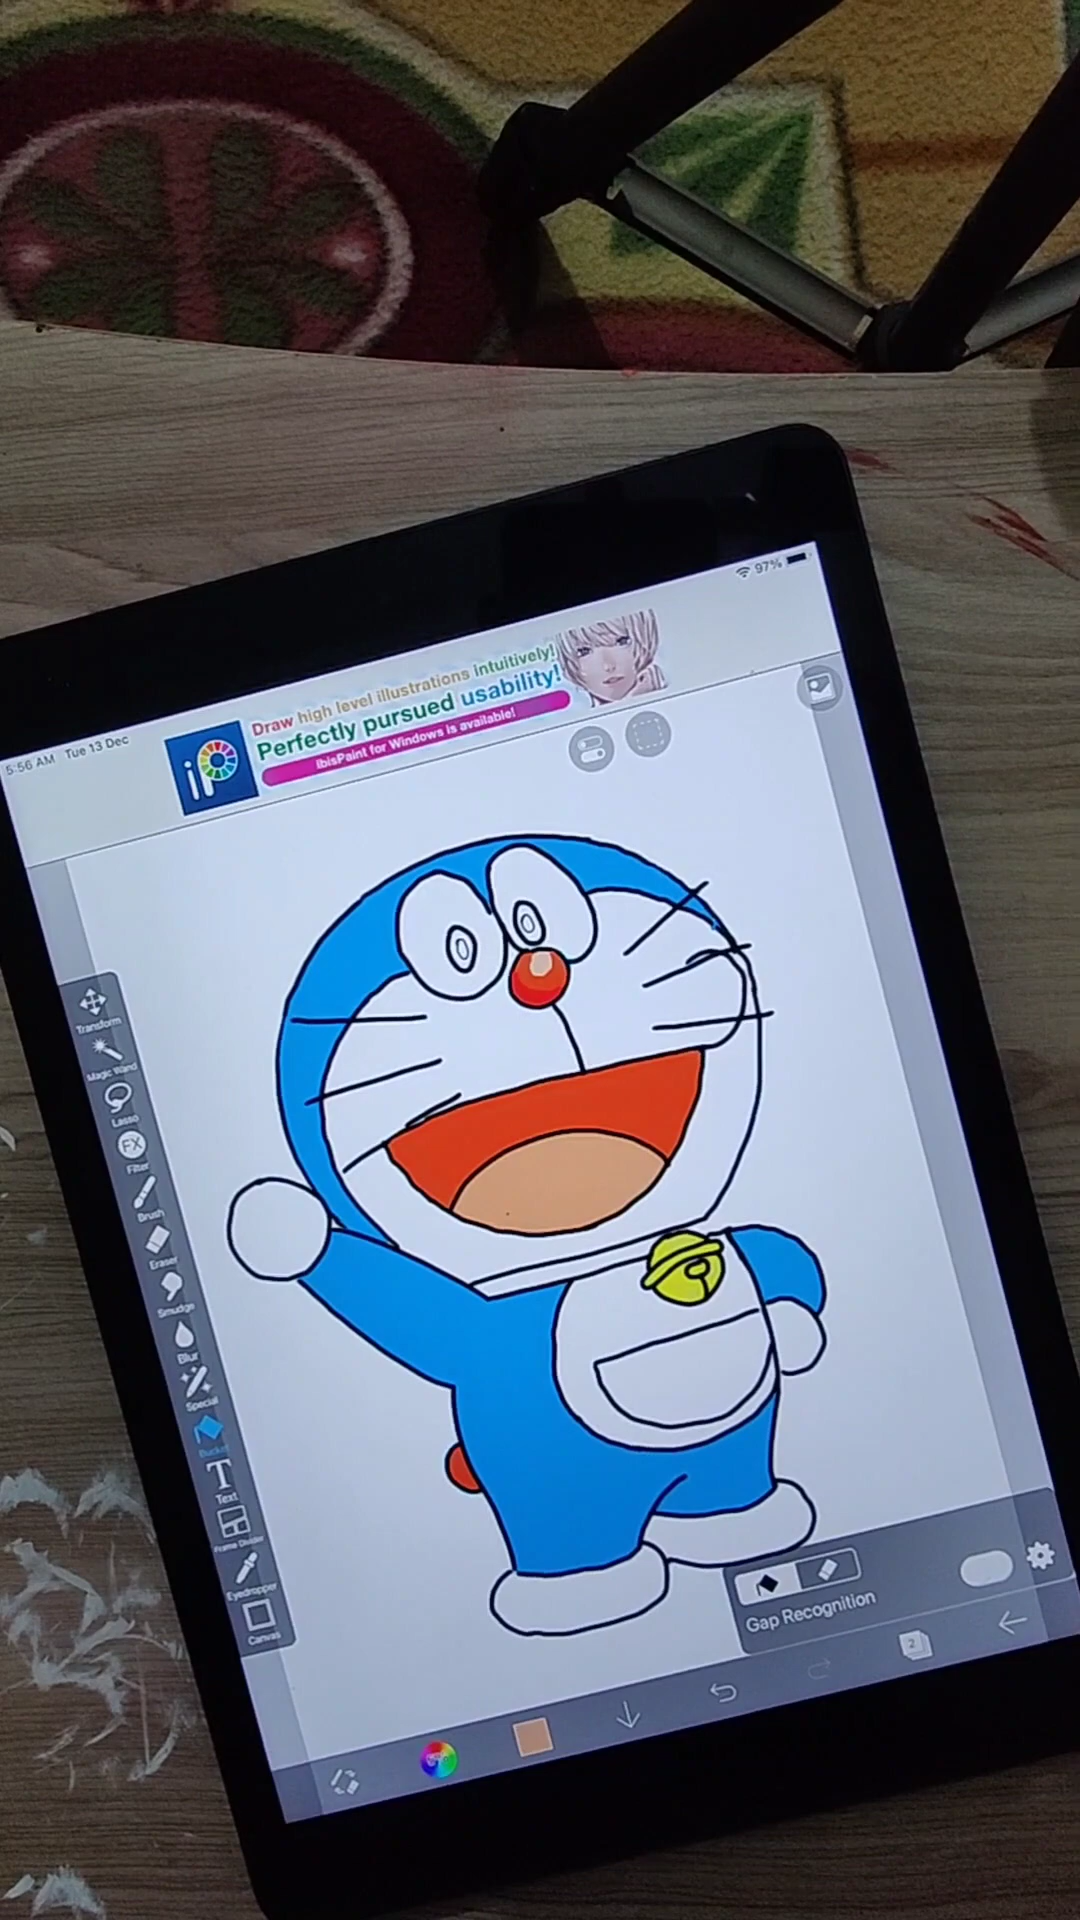 97%
5:56 AM Tue 13 Dec
iP
Draw high level illustrations intuitively!
Perfectly pursued usability!
IbisPaint for Windows is available!
Transform
Magic Wand
Lasso
FX
Filter
Brush
Eraser
Smudge
Blur
Special
Bucket
T
Text
Frame Divider
Eyedropper
Canvas
Gap Recognition
2